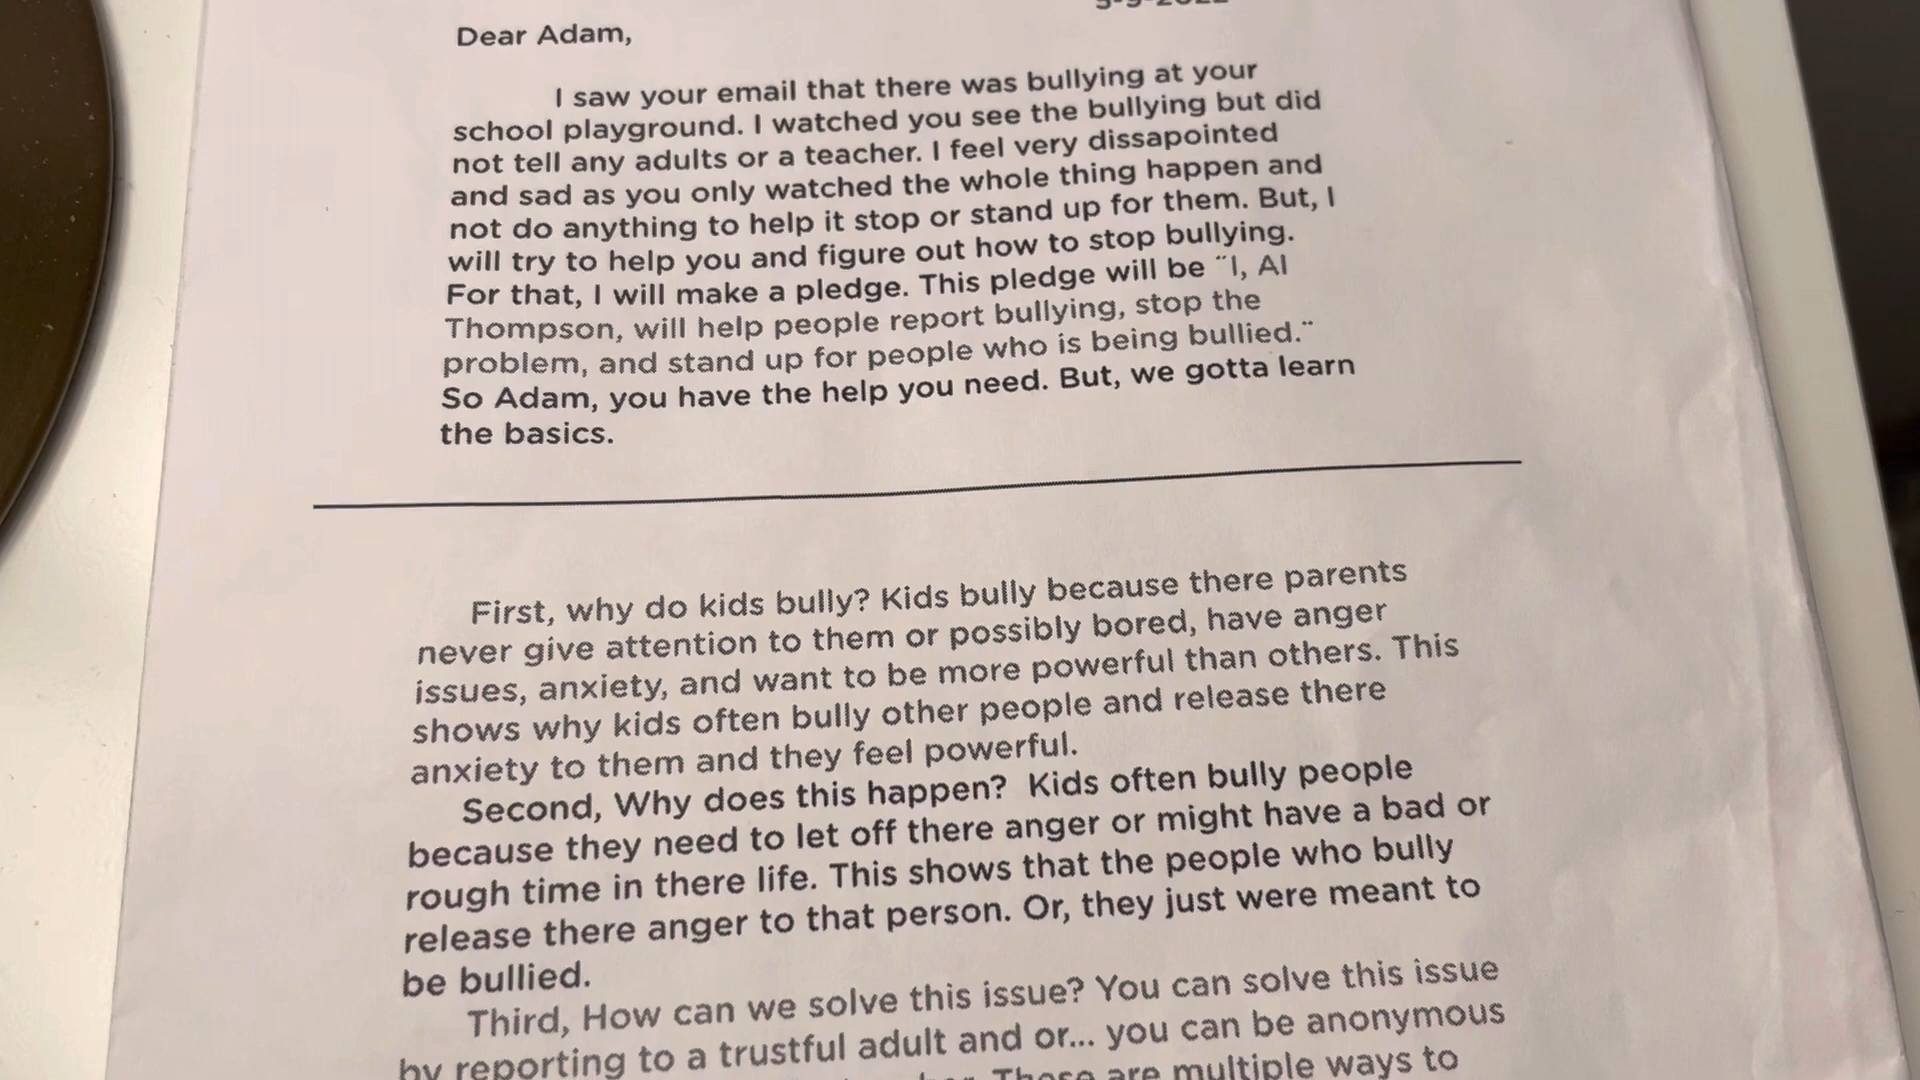 Dear Adam,
I saw your email that there was bullying at your
school playground. I watched you see the bullying but did
not tell any adults or a teacher. I feel very dissapointed
and sad as you only watched the whole thing happen and
not do anything to help it stop or stand up for them. But, I
will try to help you and figure out how to stop bullying.
For that, I will make a pledge. This pledge will be "I, Al
Thompson, will help people report bullying, stop the
problem, and stand up for people who is being bullied."
So Adam, you have the help you need. But, we gotta learn
the basics.
First, why do kids bully? Kids bully because there parents
never give attention to them or possibly bored, have anger
issues, anxiety, and want to be more powerful than others. This
shows why kids often bully other people and release there
anxiety to them and they feel powerful.
Second, Why does this happen? Kids often bully people
because they need to let off there anger or might have a bad or
rough time in there life. This shows that the people who bully
release there anger to that person. Or, they just were meant to
be bullied.
Third, How can we solve this issue? You can solve this issue
by reporting to a trustful adult and or... you can be anonymous
These are multiple ways to